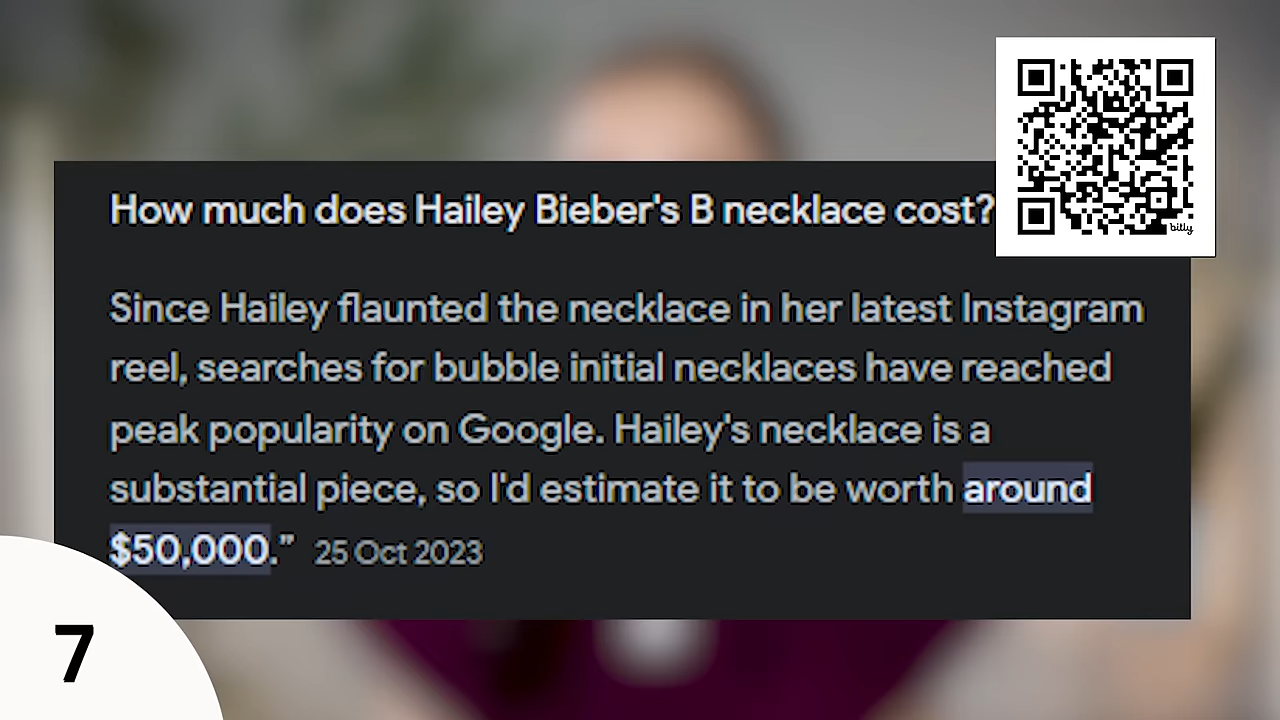 How much does Hailey Bieber's B necklace cost?
Since Hailey flaunted the necklace in her latest Instagram
reel, searches for bubble initial necklaces have reached
peak popularity on Google. Hailey's necklace is a
substantial piece, so I'd estimate it to be worth around
$50,000.” 25 Oct 2023
bitly
7